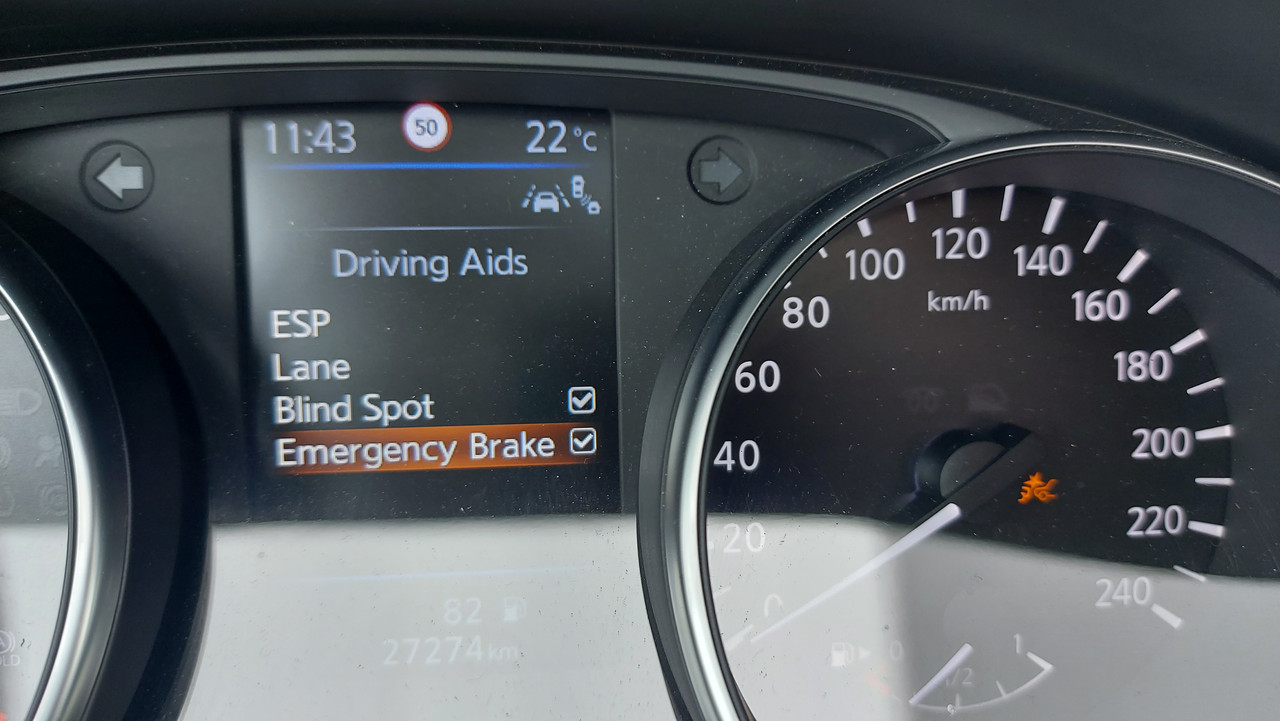 11:43 50 22 °C
Driving Aids
ESP
Lane
Blind Spot
Emergency Brake
82
27274 km
0
20
40
60
80
100
120
140
160
180
200
220
240
km/h
0
1/2
1